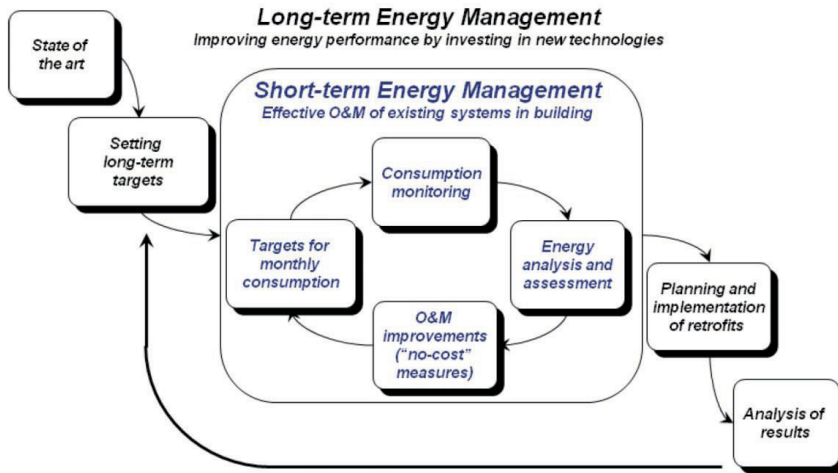 Long-term Energy Management
Improving energy performance by investing in new technologies
State of
the art
Setting
long-term
targets
Short-term Energy Management
Effective O&M of existing systems in building
Consumption
monitoring
Targets for
monthly
consumption
Energy
analysis and
assessment
O&M
improvements
("no-cost"
measures)
Planning and
implementation
of retrofits
Analysis of
results